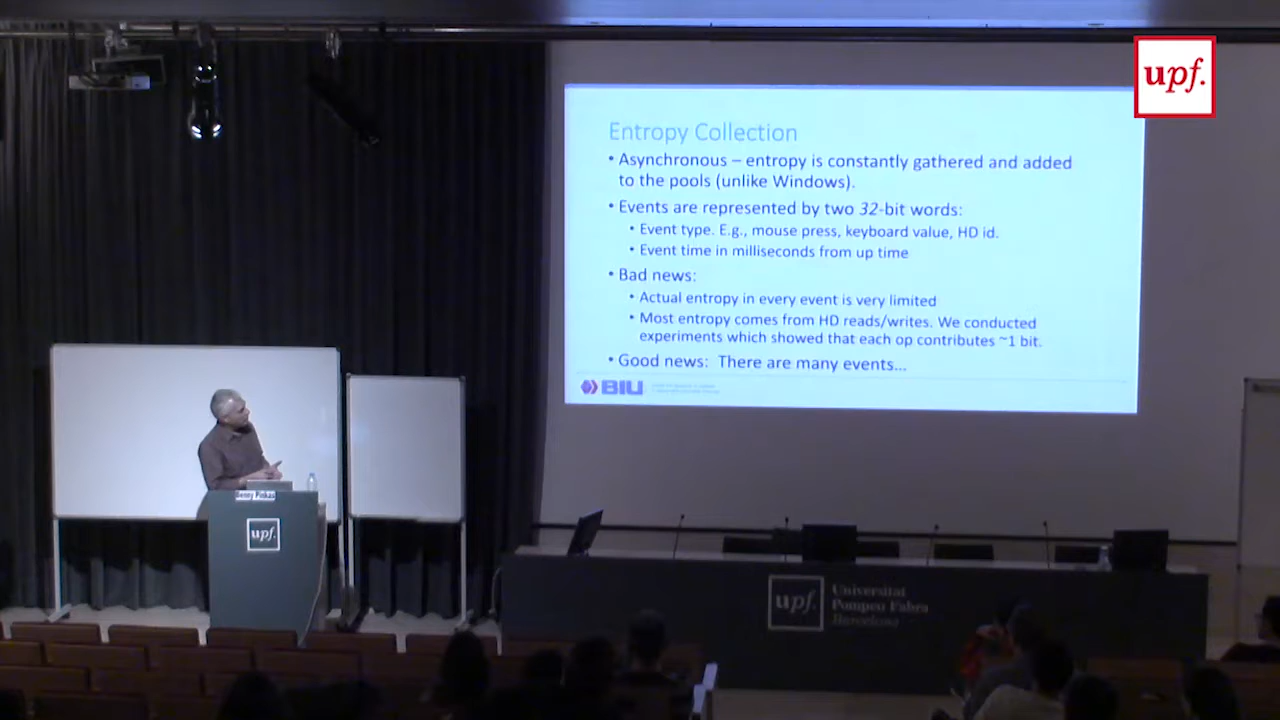 upf.
Entropy Collection
• Asynchronous – entropy is constantly gathered and added
to the pools (unlike Windows).
• Events are represented by two 32-bit words:
• Event type. E.g., mouse press, keyboard value, HD id.
• Event time in milliseconds from up time
• Bad news:
• Actual entropy in every event is very limited
• Most entropy comes from HD reads/writes. We conducted
experiments which showed that each op contributes ~1 bit.
• Good news: There are many events...
BIU
Benny Pinkas
upf.
upf.
Universitat
Pompeu Fabra
Barcelona